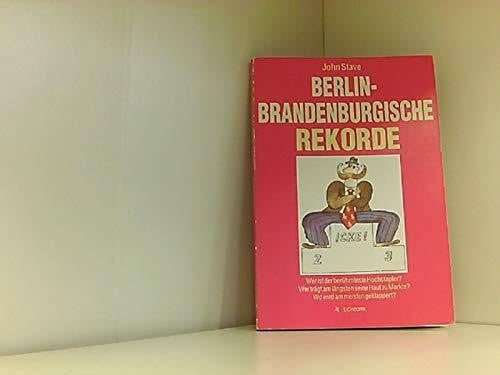 John Stave
BERLIN-
BRANDENBURGISCHE
REKORDE
ICKE!
2 3
Wer ist der berühmteste Hochstapler?
Wer trägt am längsten seine Haut zu Markte?
Wo wird am meisten geklappert?